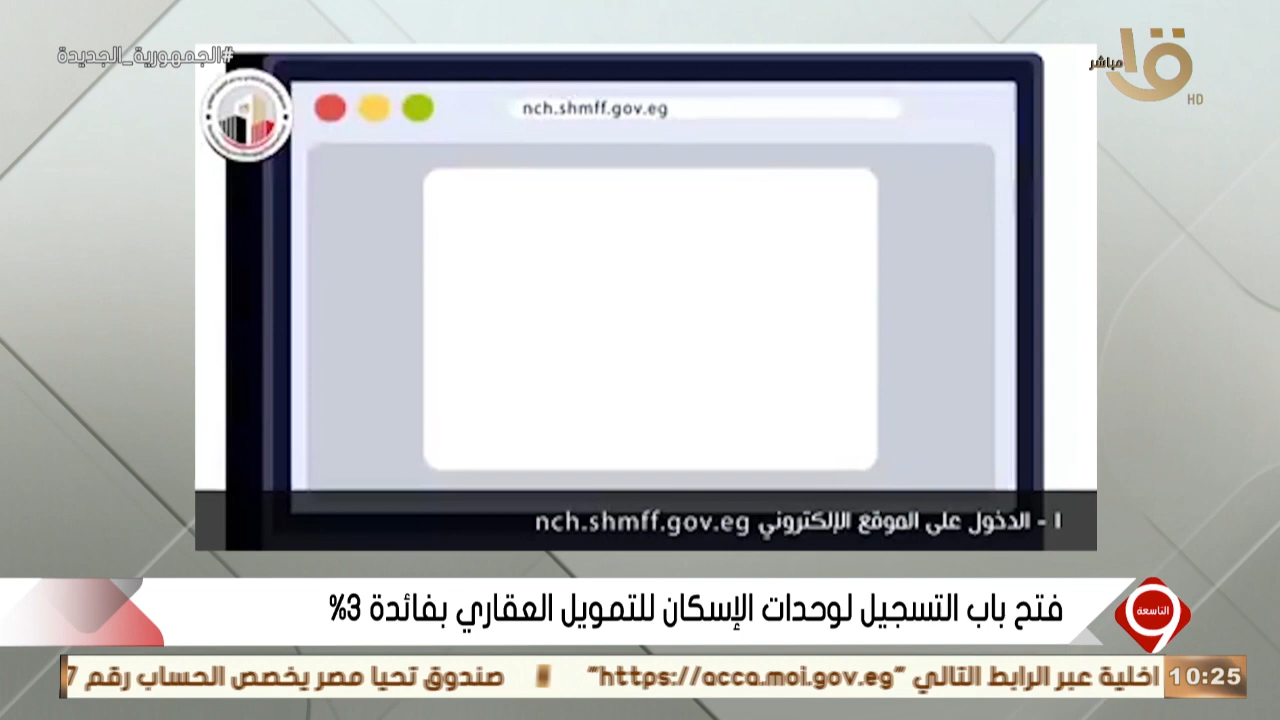 #الجمهورية_الجديدة
مباشر
HD
nch.shmff.gov.eg
1 - الدخول على الموقع الإلكتروني nch.shmff.gov.eg
فتح باب التسجيل لوحدات الإسكان للتمويل العقاري بفائدة 3%
التاسعة
9
اخلية عبر الرابط التالي "https://acca.moi.gov.eg" صندوق تحيا مصر يخصص الحساب رقم 7
10:25